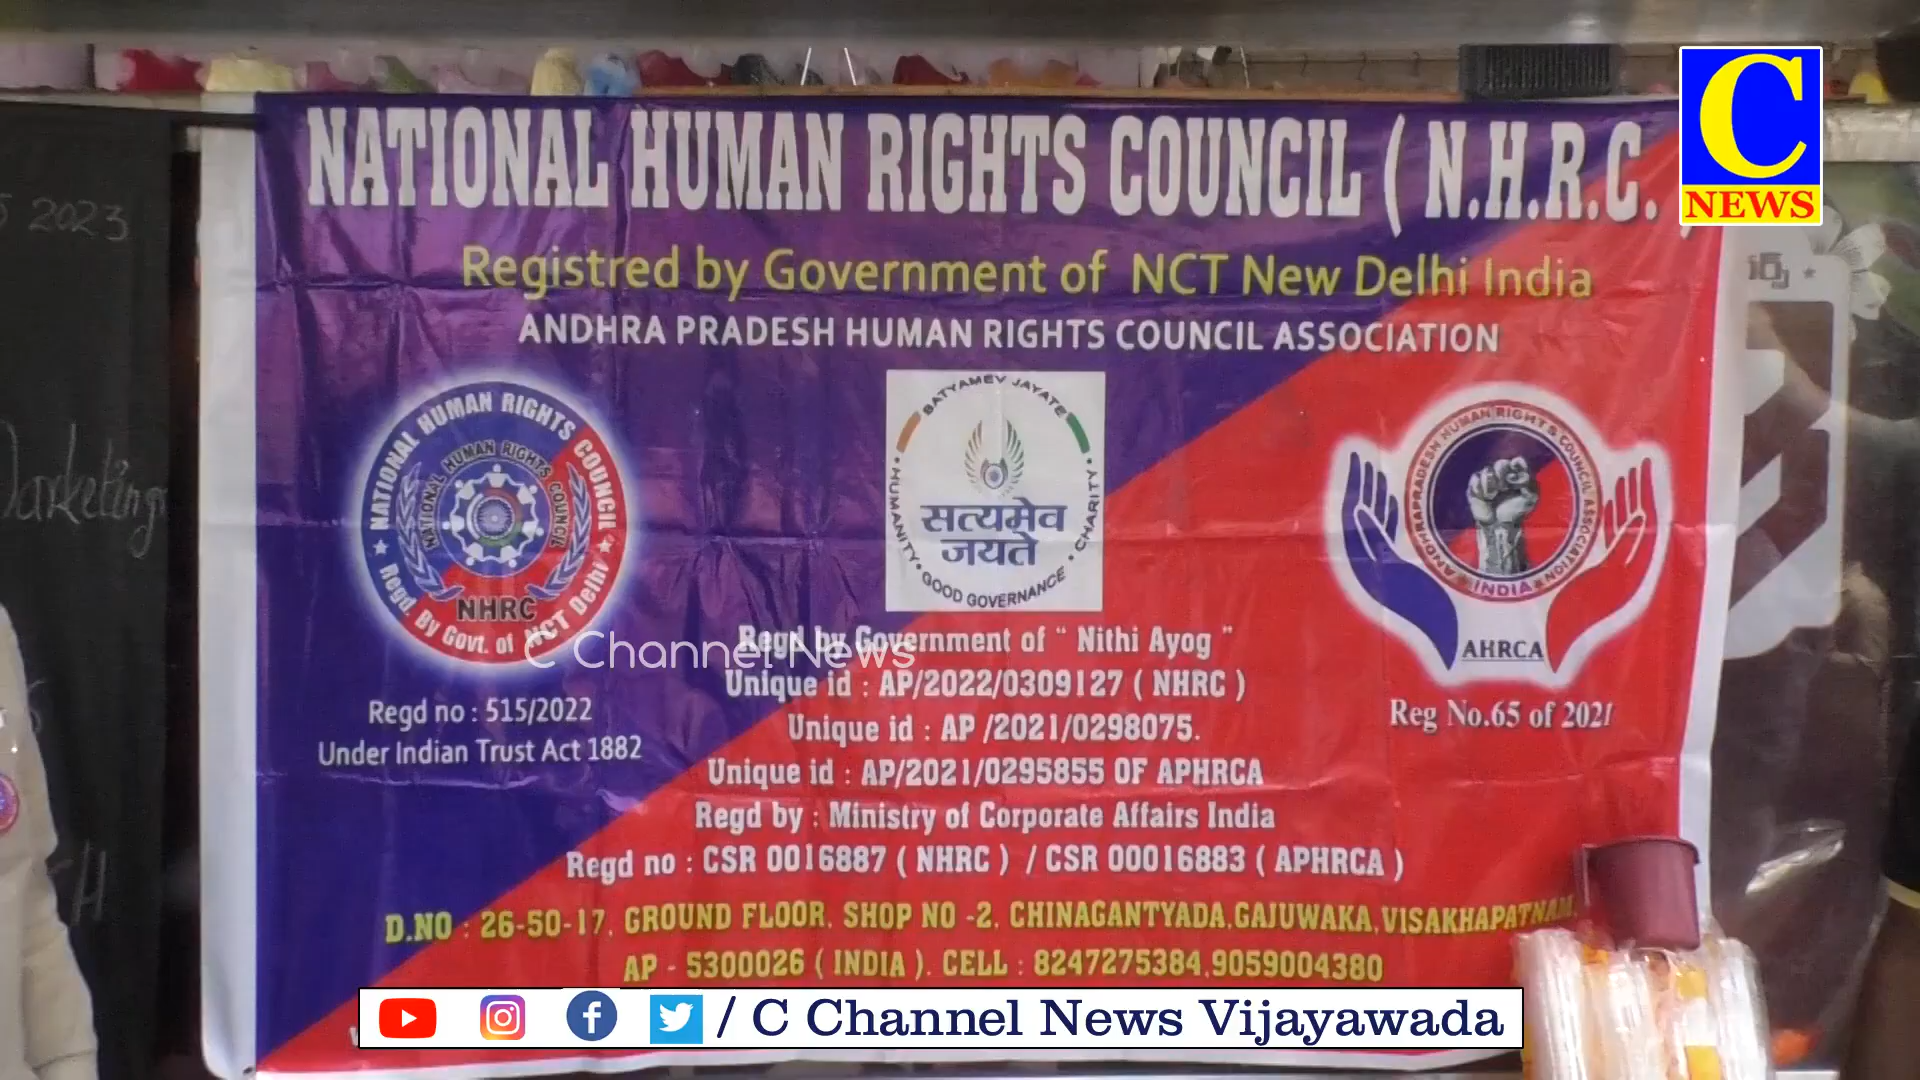 NATIONAL HUMAN RIGHTS COUNCIL ( N.H.R.C. )
C
NEWS
5 2023
Registred by Government of NCT New Delhi India
ANDHRA PRADESH HUMAN RIGHTS COUNCIL ASSOCIATION
NATIONAL HUMAN RIGHTS COUNCIL
NATIONAL HUMAN RIGHTS COUNCIL
NHRC
★ Regd. By Govt. of NCT Delhi ★
SATYAMEV JAYATE
सत्यमेव
जयते
• HUMANITY • GOOD GOVERNANCE • CHARITY •
ANDHRAPRADESH HUMAN RIGHTS COUNCIL ASSOCIATION
INDIA
AHRCA
Marketing
C Channel News
Regd by Government of “ Nithi Ayog ”
Unique id : AP/2022/0309127 ( NHRC )
Regd no : 515/2022
Under Indian Trust Act 1882
Reg No.65 of 2021
Unique id : AP /2021/0298075.
Unique id : AP/2021/0295855 OF APHRCA
Regd by : Ministry of Corporate Affairs India
Regd no : CSR 0016887 ( NHRC ) / CSR 00016883 ( APHRCA )
D.NO : 26-50-17, GROUND FLOOR, SHOP NO -2, CHINAGANTYADA,GAJUWAKA,VISAKHAPATNAM,
AP - 5300026 ( INDIA ). CELL : 8247275384,9059004380
/ C Channel News Vijayawada